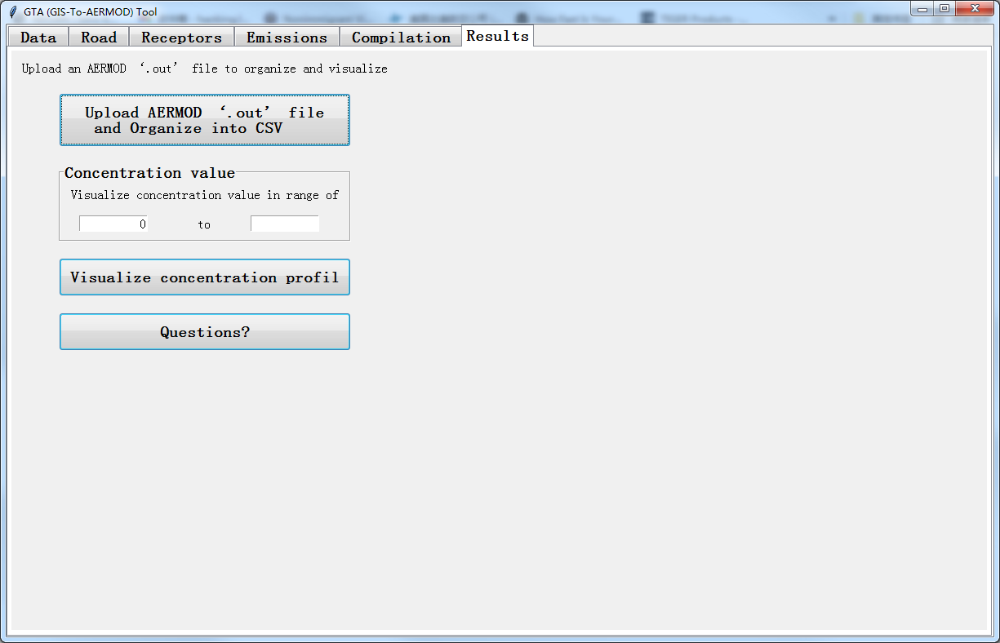 GTA (GIS-To-AERMOD) Tool
Data Road Receptors Emissions Compilation Results
Upload an AERMOD ‘.out’ file to organize and visualize
Upload AERMOD ‘.out’ file
and Organize into CSV
Concentration value
Visualize concentration value in range of
0 to
Visualize concentration profil
Questions?